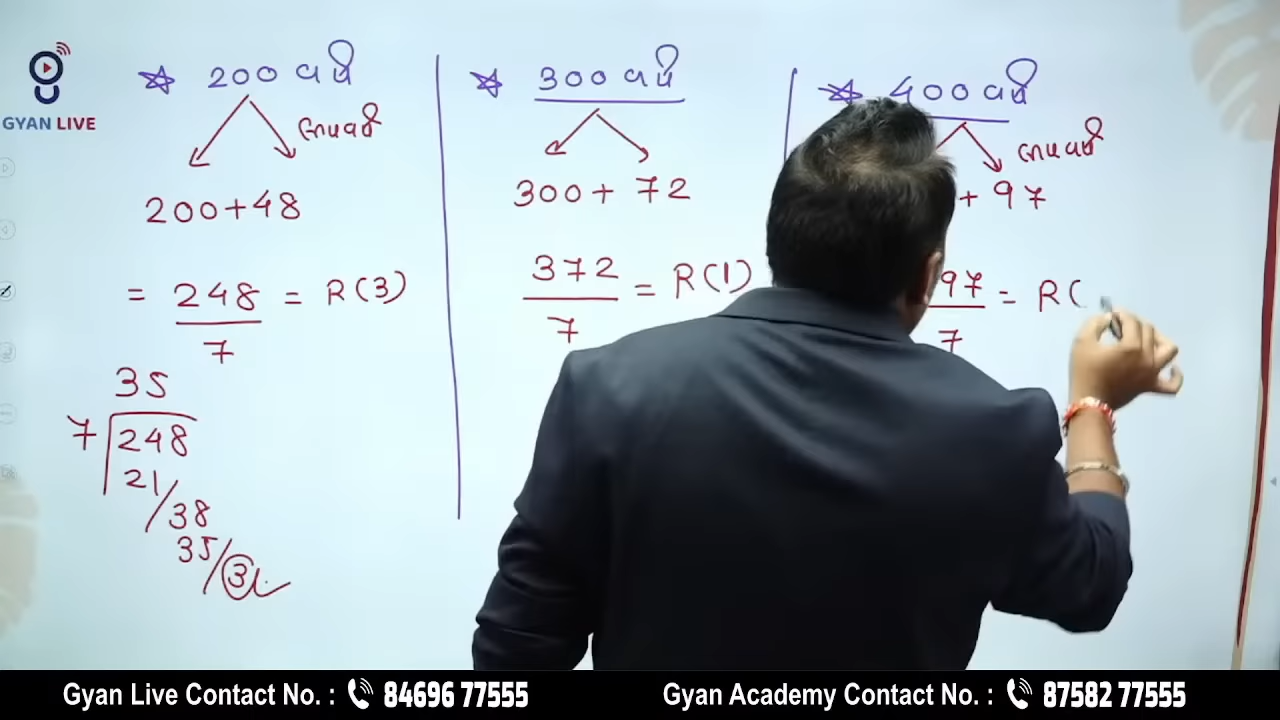 GYAN LIVE
☆ 200 વર્ષ
લીપવર્ષ
200+48
= 248/7 = R(3)
35
7 248
21
38
35
3
☆ 300 વર્ષ
300+ 72
372/7 = R(1)
☆ 400 વર્ષ
લીપવર્ષ
+ 97
97/7 = R(
Gyan Live Contact No. : 84696 77555
Gyan Academy Contact No. : 87582 77555